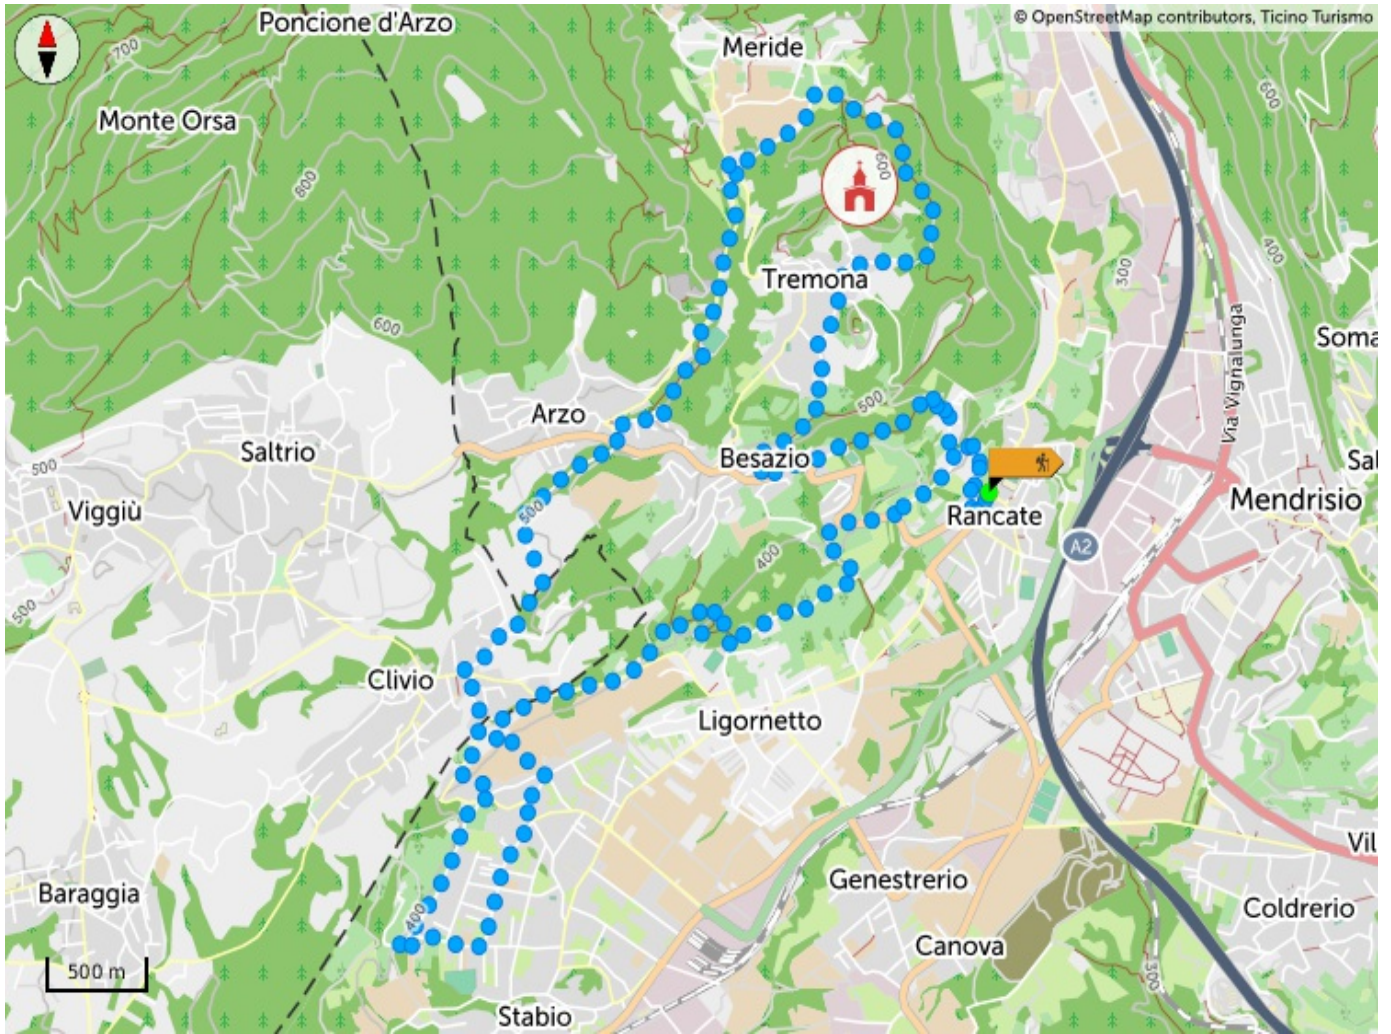 Poncione d'Arzo
© OpenStreetMap contributors, Ticino Turismo
700
Meride
600
Monte Orsa
600
800
400
300
Tremona
600
Via Vignalunga
Soma
Arzo
500
Saltrio
Besazio
500
Sal
Viggiù
500
Rancate
Mendrisio
A2
400
500
Clivio
Ligornetto
Vil
Genestrerio
Baraggia
Coldrerio
400
Canova
500 m
300
Stabio